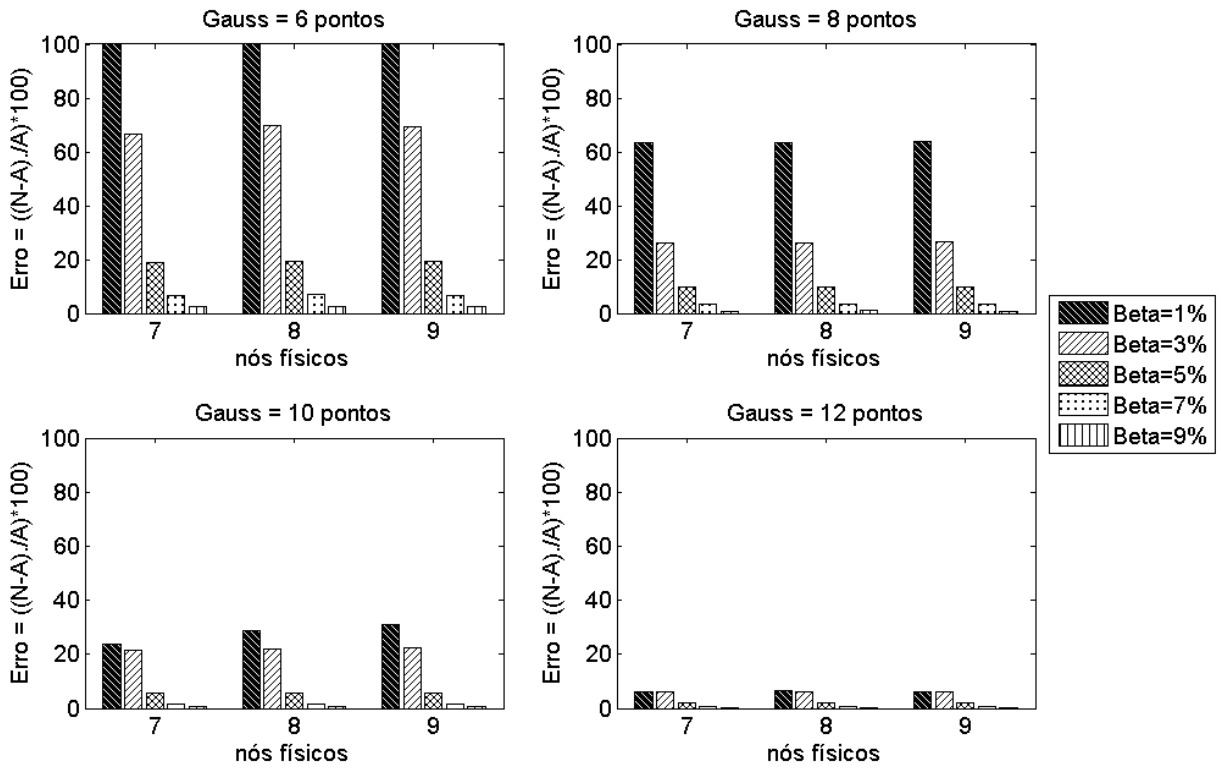 Gauss = 6 pontos
Erro = ((N-A)./A)*100)
100
80
60
40
20
0
7 8 9
nós físicos
Gauss = 8 pontos
Erro = ((N-A)./A)*100)
100
80
60
40
20
0
7 8 9
nós físicos
Beta=1%
Beta=3%
Beta=5%
Beta=7%
Beta=9%
Gauss = 10 pontos
Erro = ((N-A)./A)*100)
100
80
60
40
20
0
7 8 9
nós físicos
Gauss = 12 pontos
Erro = ((N-A)./A)*100)
100
80
60
40
20
0
7 8 9
nós físicos